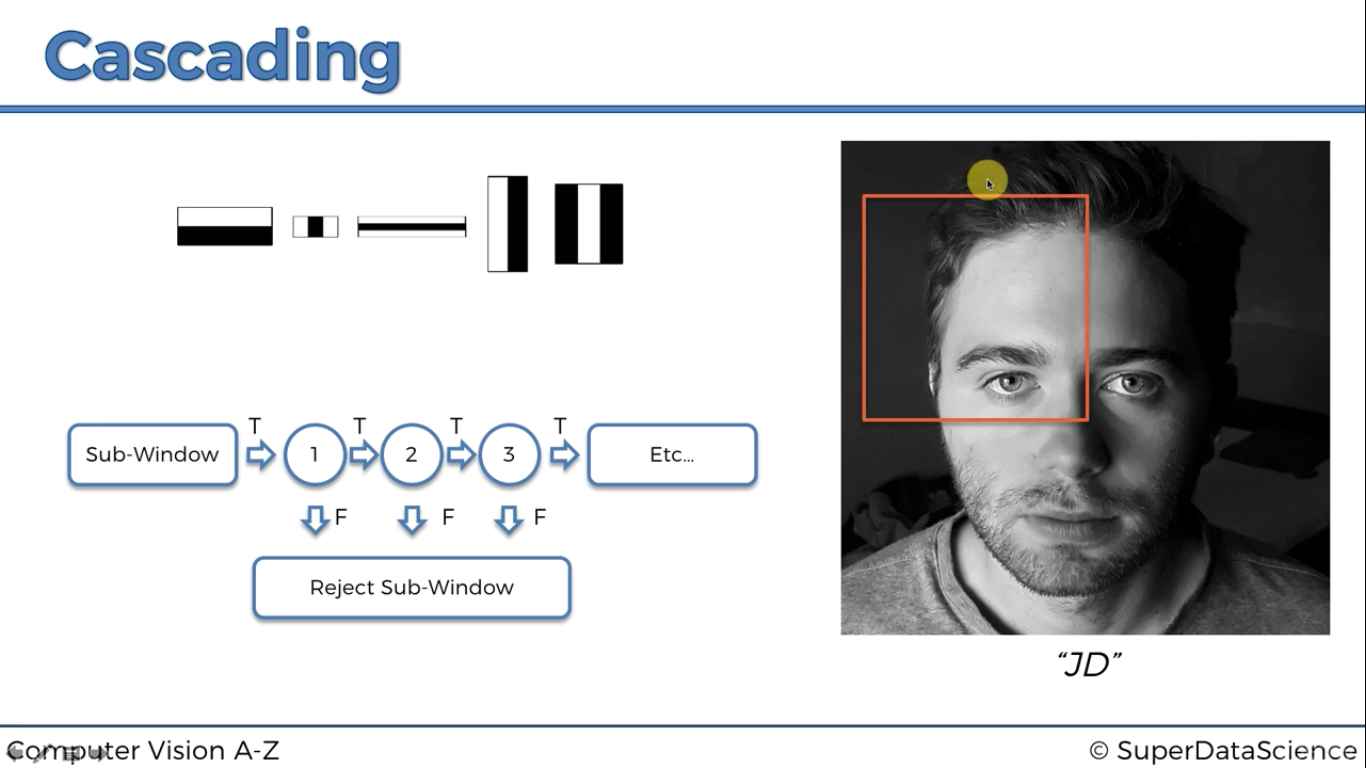 Cascading
T T T T
Sub-Window 1 2 3 Etc...
F F F
Reject Sub-Window
“JD”
Computer Vision A-Z
© SuperDataScience